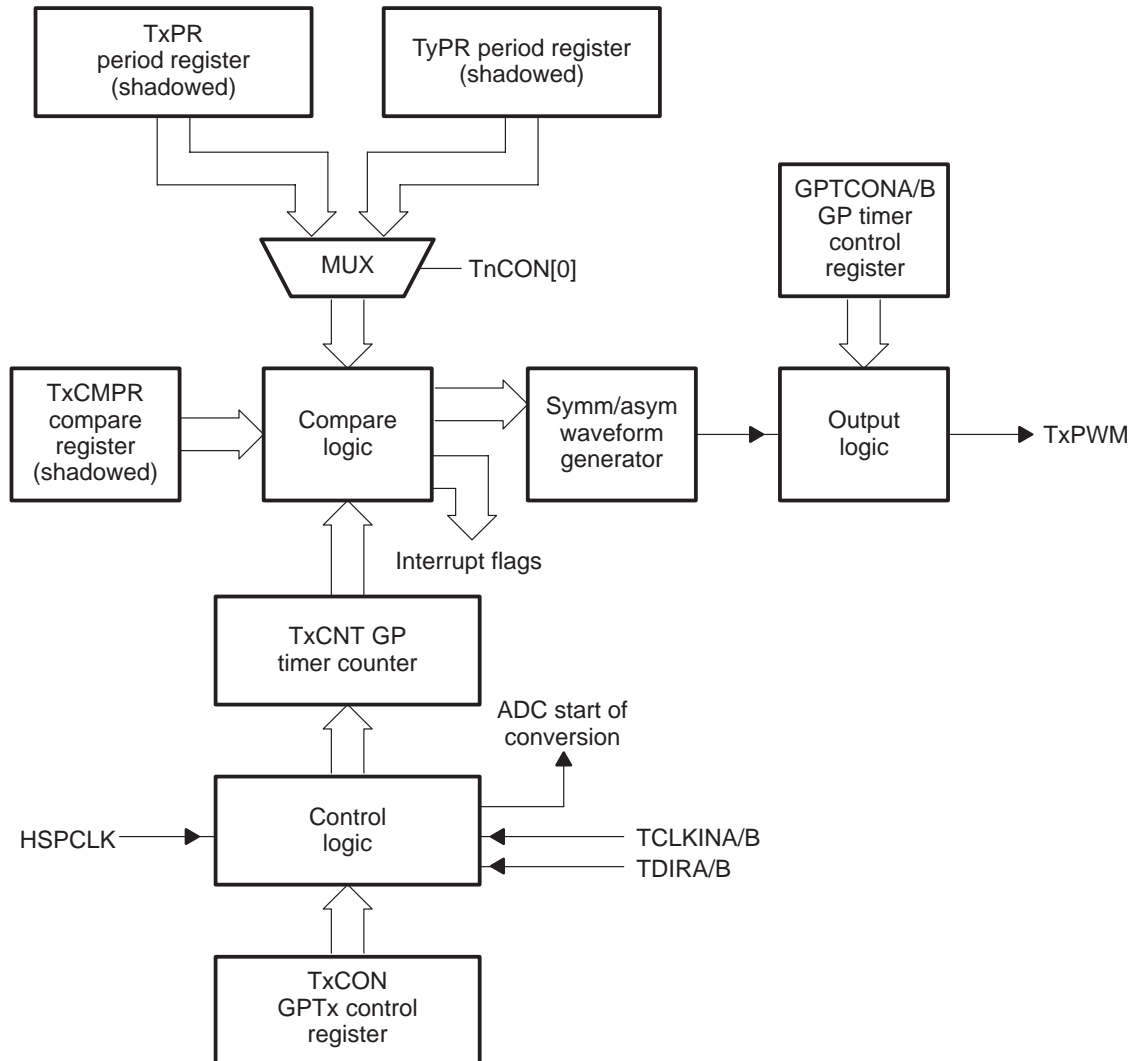 TxPR
period register
(shadowed)
TyPR period register
(shadowed)
GPTCONA/B
GP timer
control
register
MUX
TnCON[0]
TxCMPR
compare
register
(shadowed)
Compare
logic
Symm/asym
waveform
generator
Output
logic
TxPWM
Interrupt flags
TxCNT GP
timer counter
ADC start of
conversion
HSPCLK
Control
logic
TCLKINA/B
TDIRA/B
TxCON
GPTx control
register